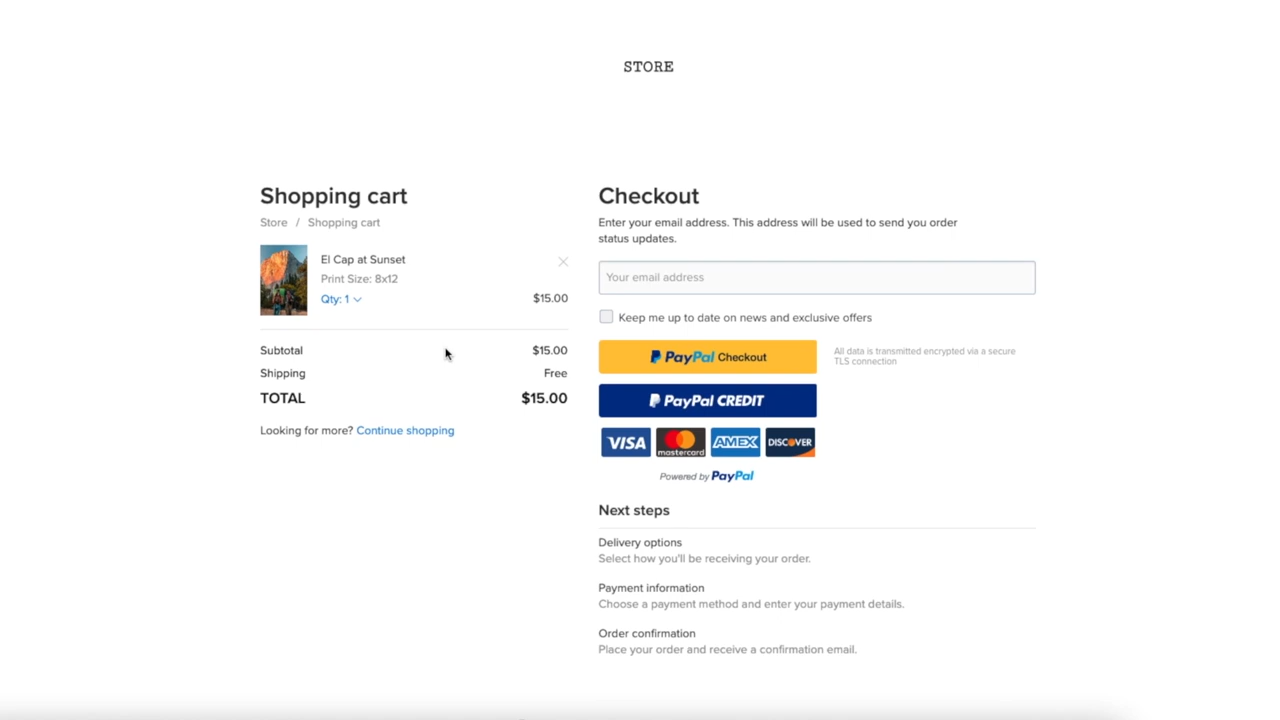 STORE
Shopping cart
Store / Shopping cart
El Cap at Sunset
Print Size: 8x12
Qty: 1
$15.00
Subtotal $15.00
Shipping Free
TOTAL $15.00
Looking for more? Continue shopping
Checkout
Enter your email address. This address will be used to send you order
status updates.
Your email address
Keep me up to date on news and exclusive offers
PayPal Checkout
All data is transmitted encrypted via a secure
TLS connection
PayPal CREDIT
VISA mastercard AMEX DISCOVER
Powered by PayPal
Next steps
Delivery options
Select how you'll be receiving your order.
Payment information
Choose a payment method and enter your payment details.
Order confirmation
Place your order and receive a confirmation email.